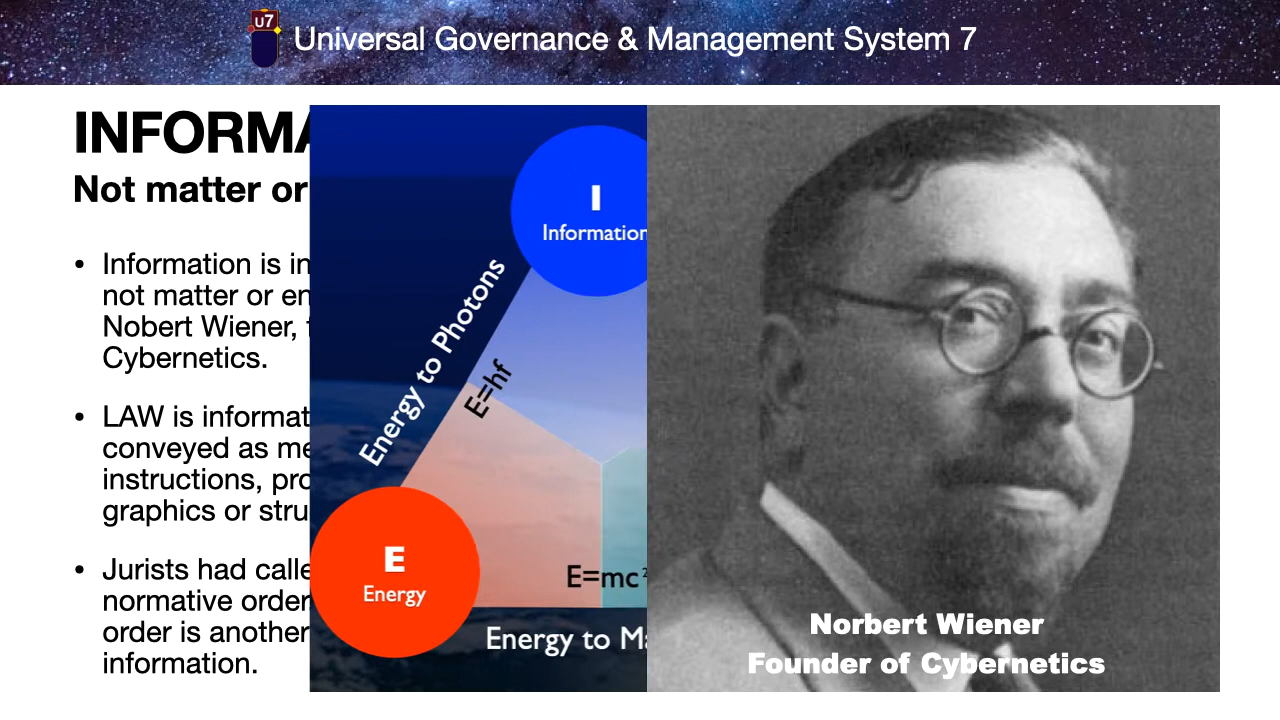 U7
Universal Governance & Management System 7
INFORMA
Not matter or
• Information is in
not matter or en
Nobert Wiener,
Cybernetics.
• LAW is informat
conveyed as me
instructions, pro
graphics or stru
• Jurists had calle
normative order.
order is another
information.
I
Information
Energy to Photons
E=hf
E
Energy
E=mc²
Energy to Ma
Norbert Wiener
Founder of Cybernetics